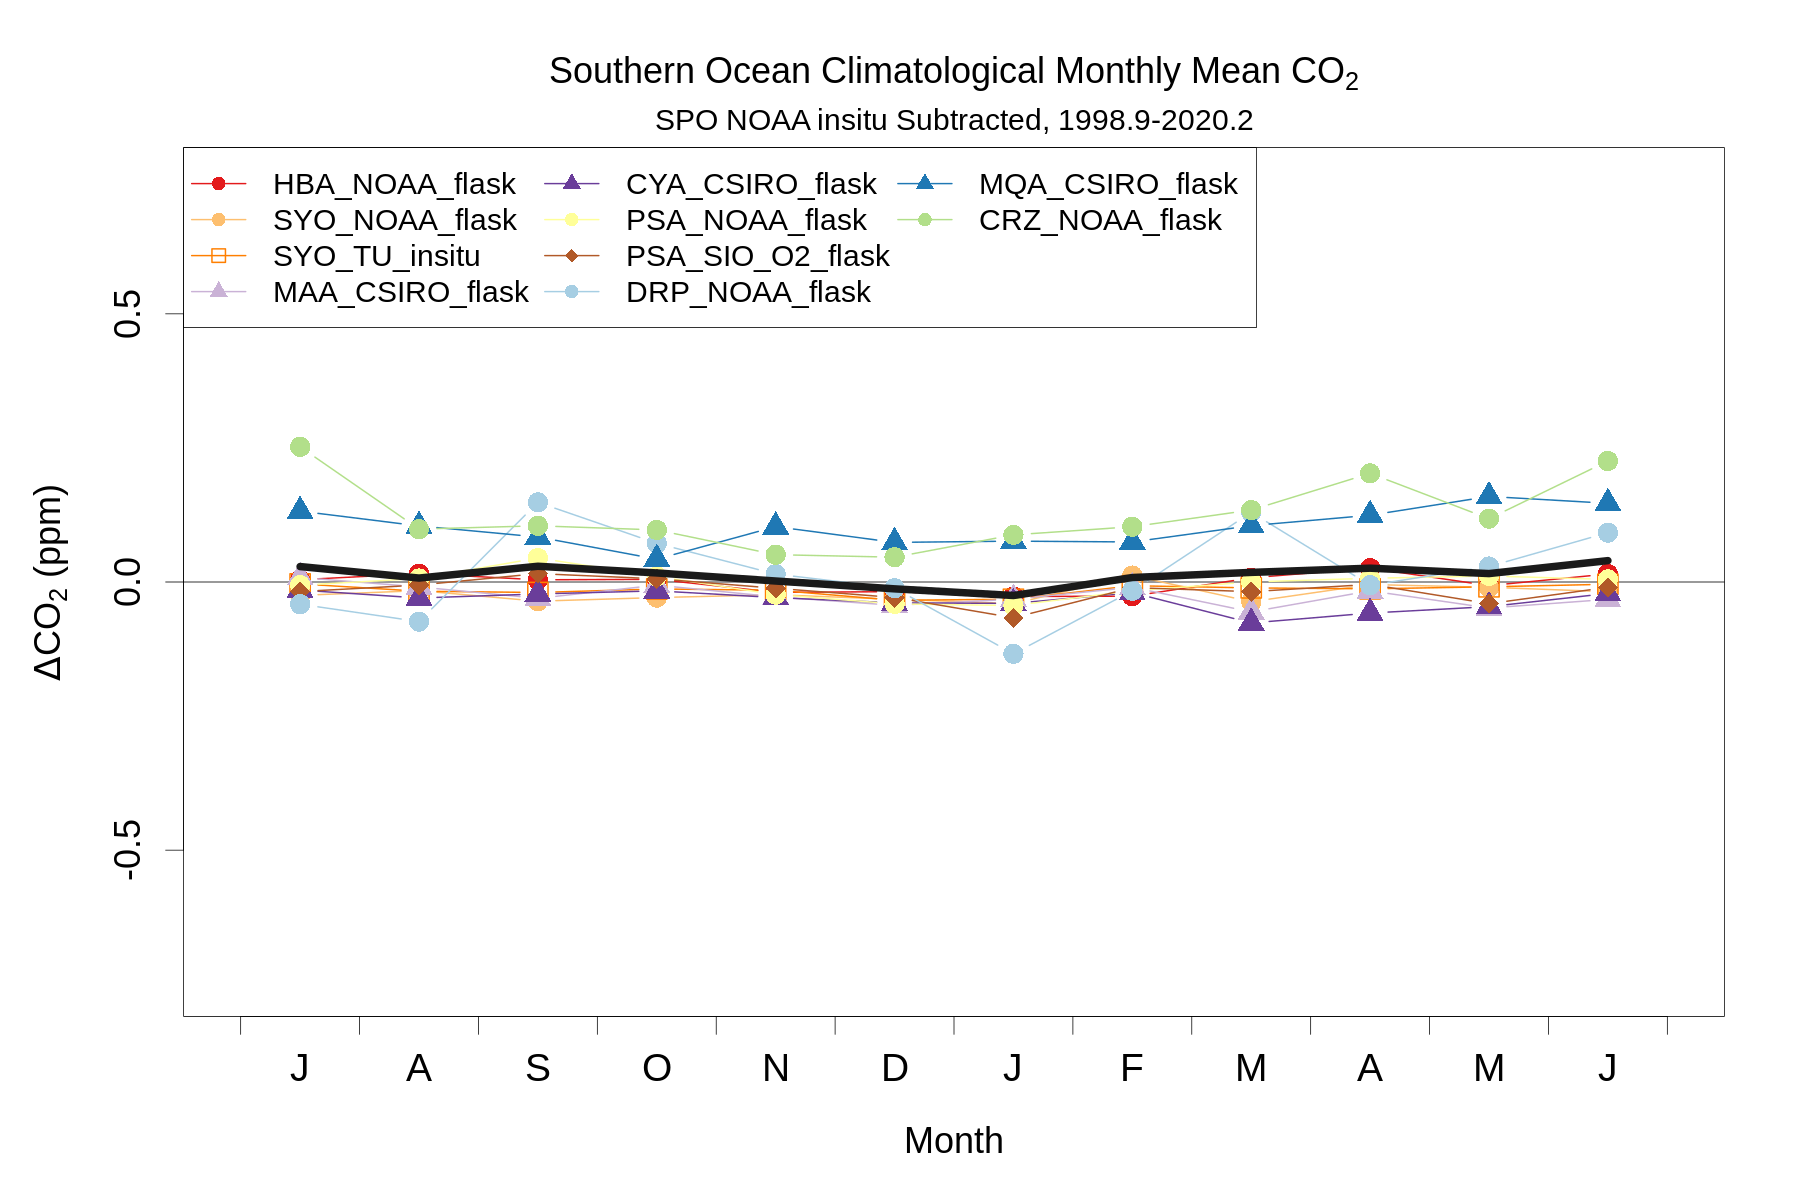 Southern Ocean Climatological Monthly Mean CO₂
SPO NOAA insitu Subtracted, 1998.9-2020.2
HBA_NOAA_flask
SYO_NOAA_flask
SYO_TU_insitu
MAA_CSIRO_flask
CYA_CSIRO_flask
PSA_NOAA_flask
PSA_SIO_O2_flask
DRP_NOAA_flask
MQA_CSIRO_flask
CRZ_NOAA_flask
ΔCO₂ (ppm)
0.5
0.0
-0.5
J A S O N D J F M A M J
Month